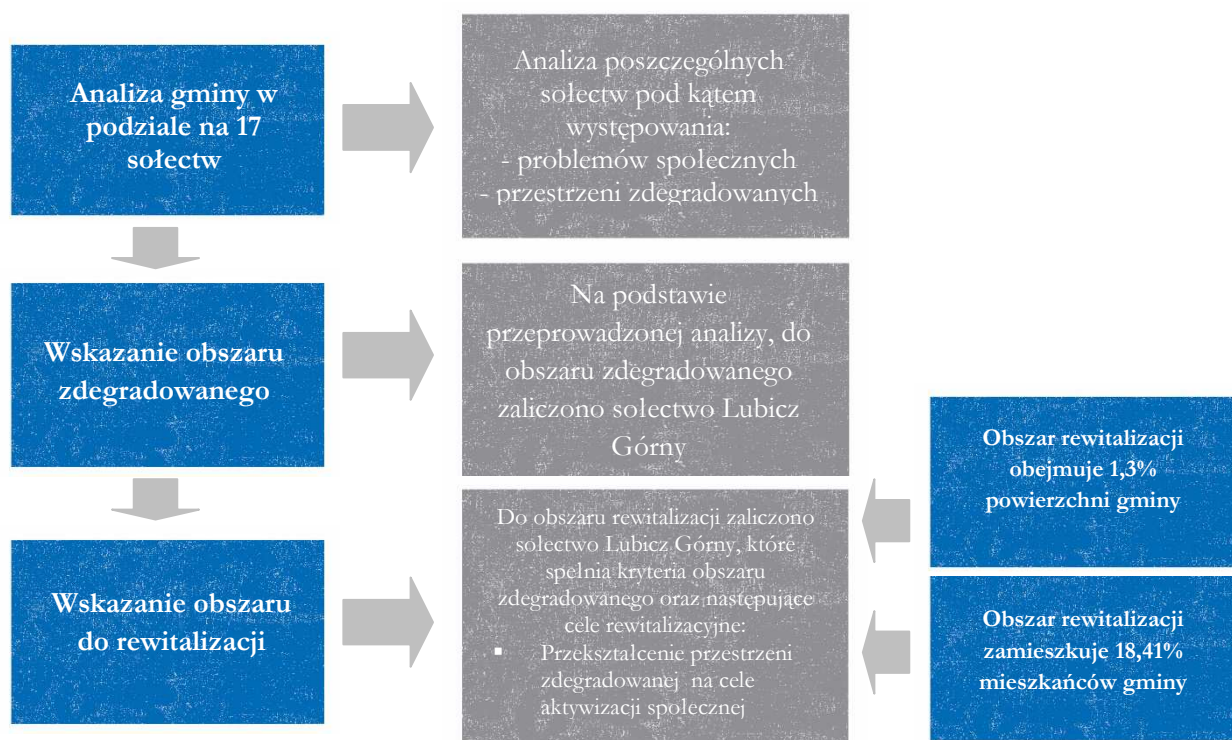 Analiza gminy w
podziale na 17
sołectw
Analiza poszczególnych
sołectw pod kątem
występowania:
- problemów społecznych
- przestrzeni zdegradowanych
Wskazanie obszaru
zdegradowanego
Na podstawie
przeprowadzonej analizy, do
obszaru zdegradowanego
zaliczono sołectwo Lubicz
Górny
Wskazanie obszaru
do rewitalizacji
Do obszaru rewitalizacji zaliczono
sołectwo Lubicz Górny, które
spełnia kryteria obszaru
zdegradowanego oraz następujące
cele rewitalizacyjne:
▪ Przekształcenie przestrzeni
zdegradowanej na cele
aktywizacji społecznej
Obszar rewitalizacji
obejmuje 1,3%
powierzchni gminy
Obszar rewitalizacji
zamieszkuje 18,41%
mieszkańców gminy